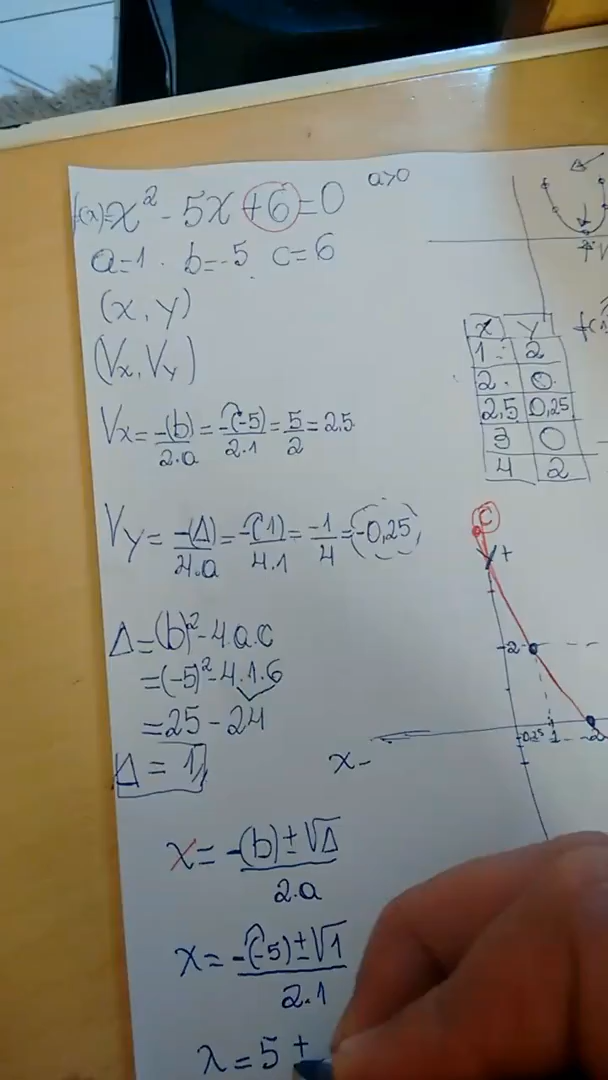 f(x)=x² - 5x +6 = 0
a>0
a=1 . b=-5 . c=6
(x, y)
(Vx, Vy)
Vx = -(b)/2.a = -(-5)/2.1 = 5/2 = 2,5
Vy = -(Δ)/4.a = -(1)/4.1 = -1/4 = -0,25
Δ=(b)²-4.a.c
=(-5)²-4.1.6
=25-24
Δ = 1
x = -(b) ± √Δ / 2.a
x = -(-5) ± √1 / 2.1
x = 5 ±
x y
1 2
2 0
2,5 0,25
3 0
4 2
C
y+
2
0,25 1 2
x-